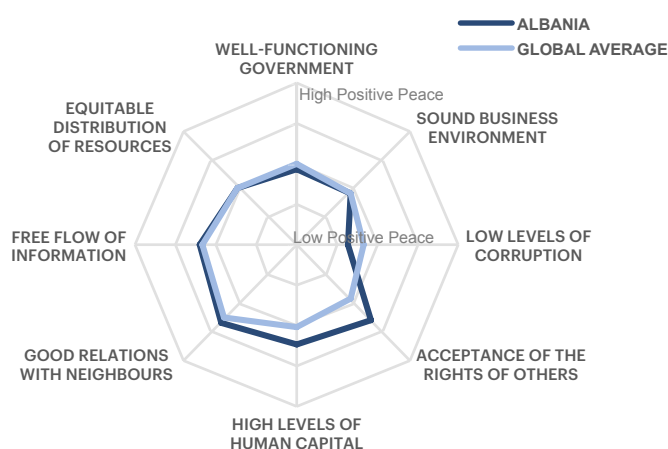 ALBANIA
GLOBAL AVERAGE
WELL-FUNCTIONING
GOVERNMENT
High Positive Peace
SOUND BUSINESS
ENVIRONMENT
EQUITABLE
DISTRIBUTION
OF RESOURCES
Low Positive Peace
LOW LEVELS OF
CORRUPTION
FREE FLOW OF
INFORMATION
ACCEPTANCE OF THE
RIGHTS OF OTHERS
GOOD RELATIONS
WITH NEIGHBOURS
HIGH LEVELS OF
HUMAN CAPITAL